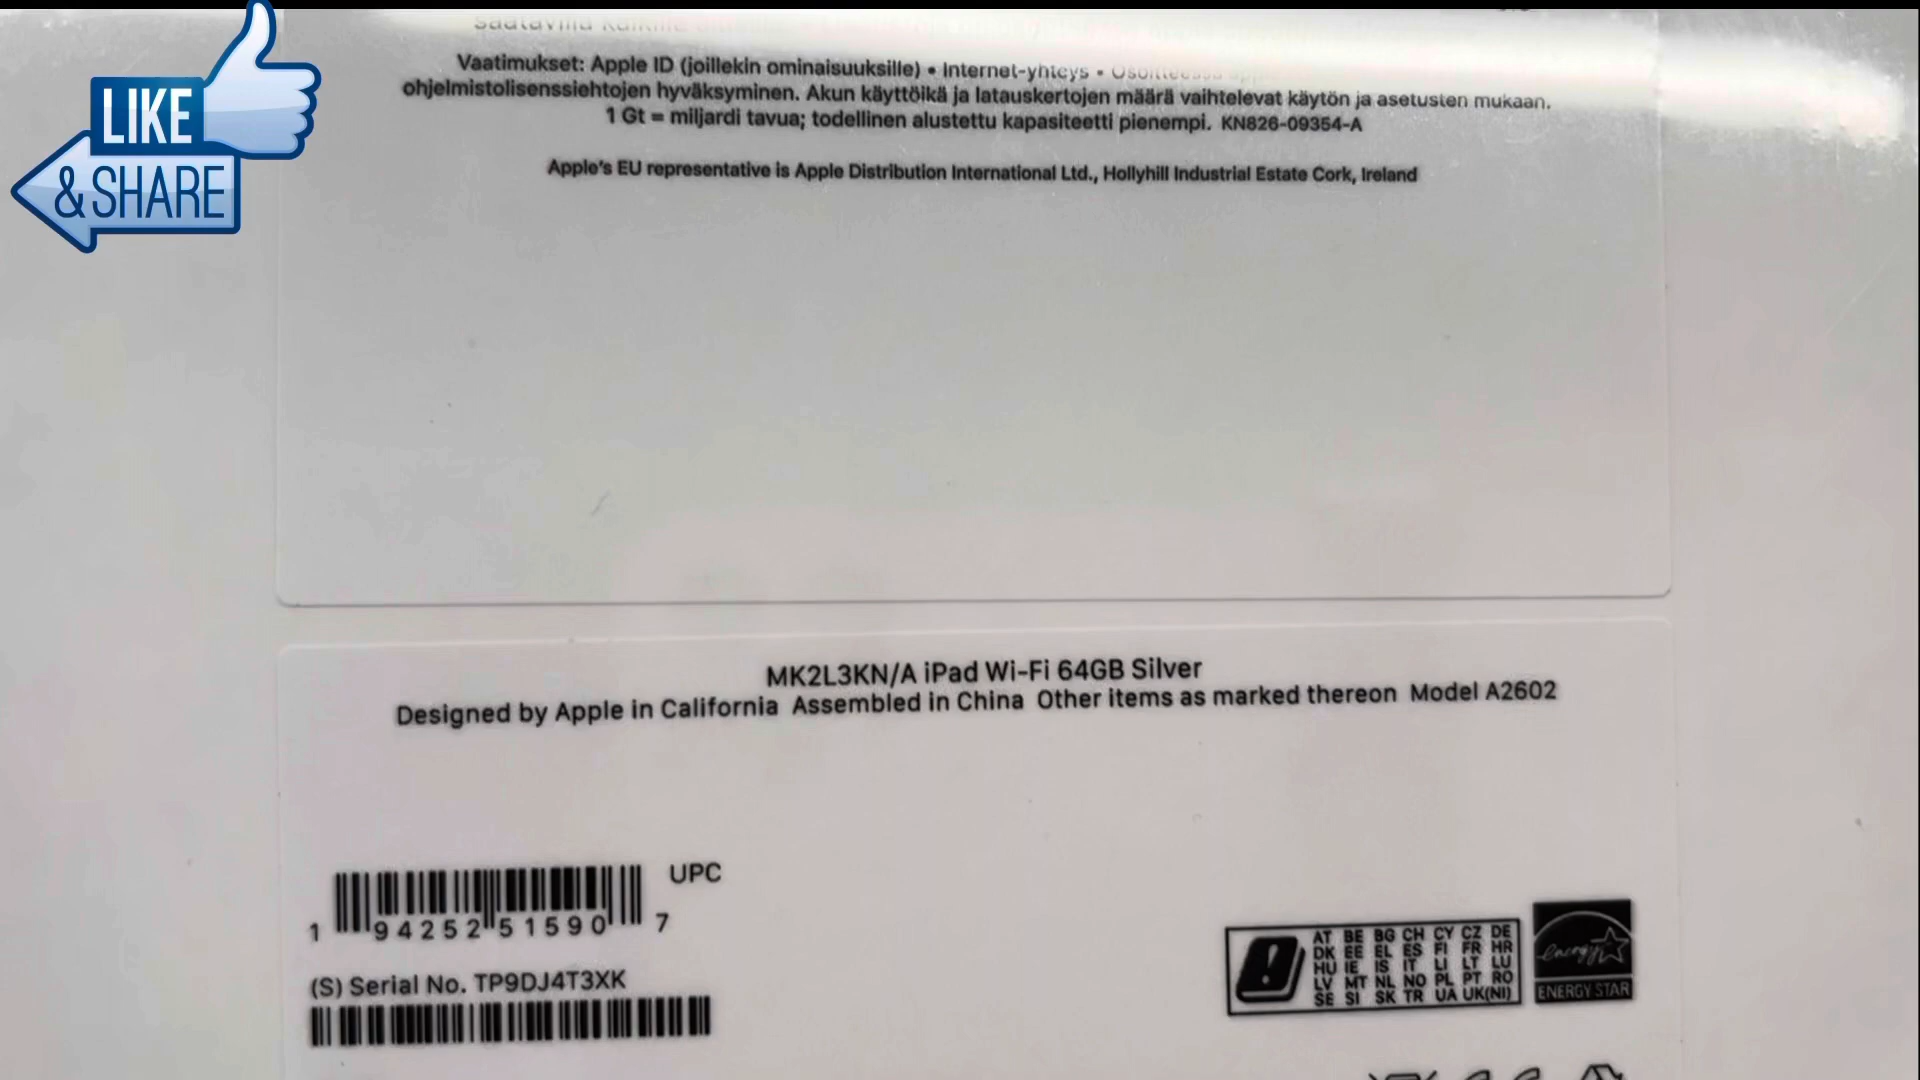 LIKE
& SHARE
Vaatimukset: Apple ID (joillekin ominaisuuksille) • Internet-yhteys •
ohjelmistolisenssiehtojen hyväksyminen. Akun käyttöikä ja latauskertojen määrä vaihtelevat käytön ja asetusten mukaan.
1 Gt = miljardi tavua; todellinen alustettu kapasiteetti pienempi. KN826-09354-A
Apple's EU representative is Apple Distribution International Ltd., Hollyhill Industrial Estate Cork, Ireland
MK2L3KN/A iPad Wi-Fi 64GB Silver
Designed by Apple in California Assembled in China Other items as marked thereon Model A2602
UPC
1 94252 51590 7
(S) Serial No. TP9DJ4T3XK
AT BE BG CH CY CZ DE
DK EE EL ES FI FR HR
HU IE IS IT LI LT LU
LV MT NL NO PL PT RO
SE SI SK TR UA UK(NI)
energy
ENERGY STAR